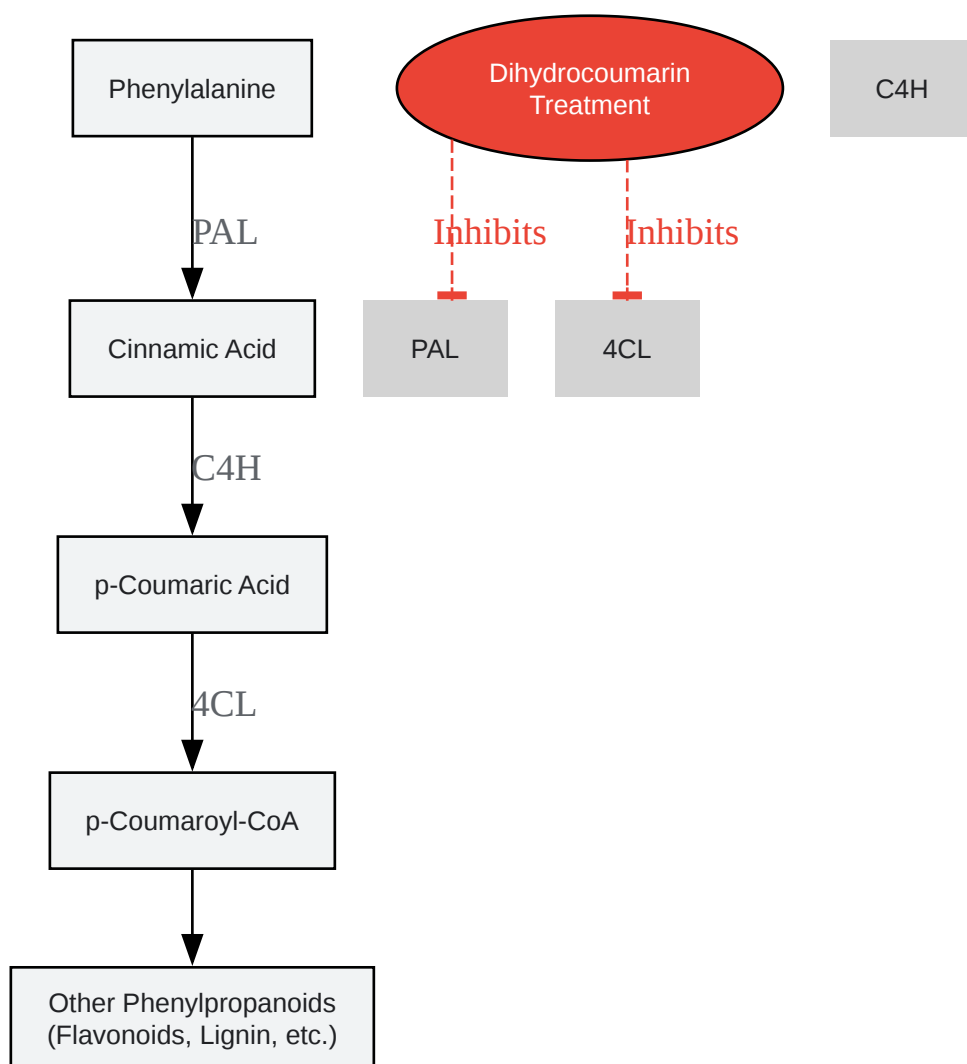 Phenylalanine
Dihydrocoumarin
Treatment
C4H
PAL
Inhibits
Inhibits
Cinnamic Acid
PAL
4CL
C4H
p-Coumaric Acid
4CL
p-Coumaroyl-CoA
Other Phenylpropanoids
(Flavonoids, Lignin, etc.)